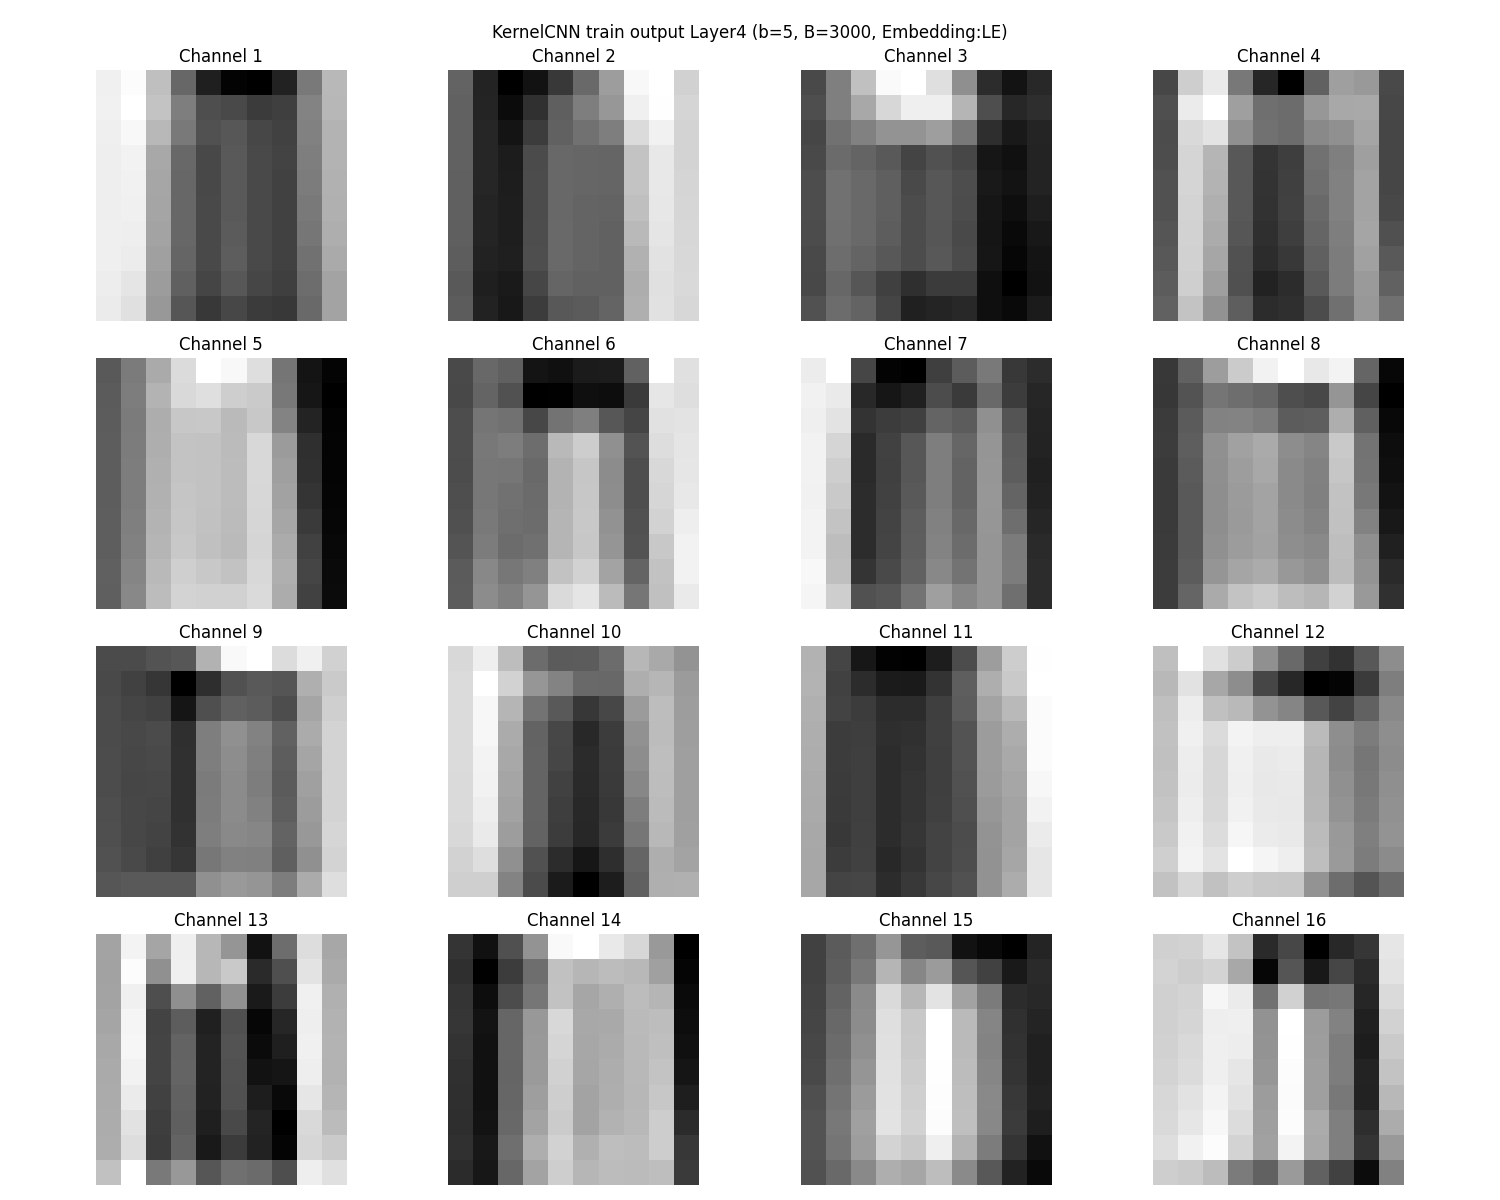 KernelCNN train output Layer4 (b=5, B=3000, Embedding:LE)
Channel 1
Channel 2
Channel 3
Channel 4
Channel 5
Channel 6
Channel 7
Channel 8
Channel 9
Channel 10
Channel 11
Channel 12
Channel 13
Channel 14
Channel 15
Channel 16